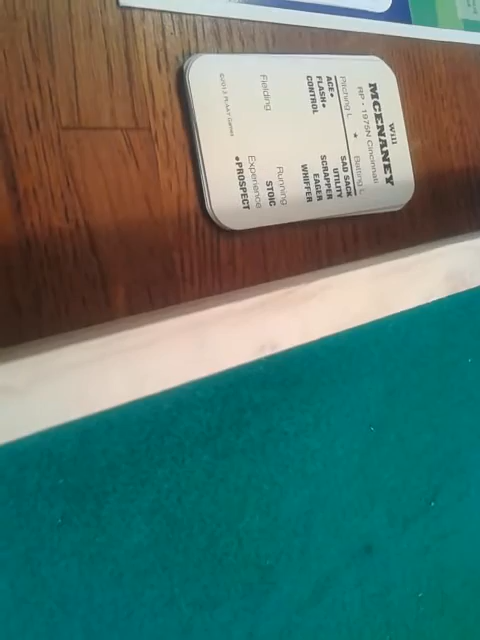 Will
MCENANEY
RP • 1975N Cincinnati
Pitching L * Batting L
ACE• SAD SACK
FLASH• UTILITY
CONTROL SCRAPPER
EAGER
WHIFFER
Fielding Running
STOIC
Experience
•PROSPECT
©2013 PLAAY Games